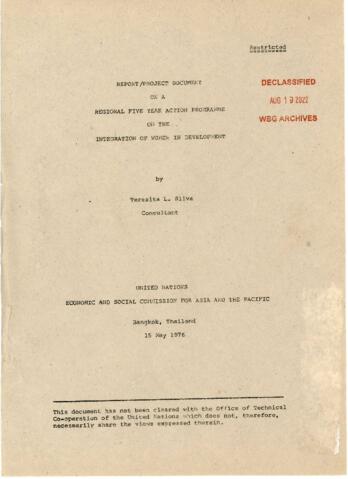 Restricted
REPORT/PROJECT DOCUMENT
ON A
REGIONAL FIVE YEAR ACTION PROGRAMME
ON THE
INTEGRATION OF WOMEN IN DEVELOPMENT
DECLASSIFIED
AUG 19 2022
WBG ARCHIVES
by
Teresita L. Silva
Consultant
UNITED NATIONS
ECONOMIC AND SOCIAL COMMISSION FOR ASIA AND THE PACIFIC
Bangkok, Thailand
15 May 1976
This document has not been cleared with the Office of Technical
Co-operation of the United Nations which does not, therefore,
necessarily share the views expressed therein.